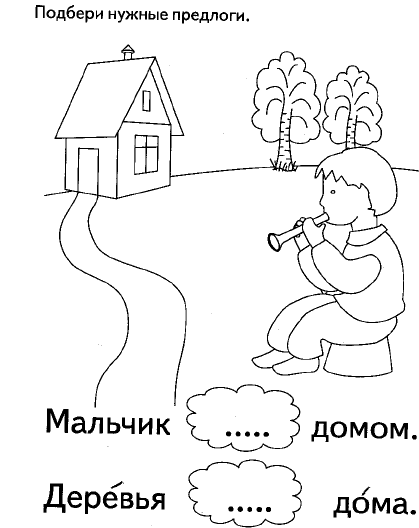 Подбери нужные предлоги.
Мальчик ..... домом.
Дере́вья ..... до́ма.